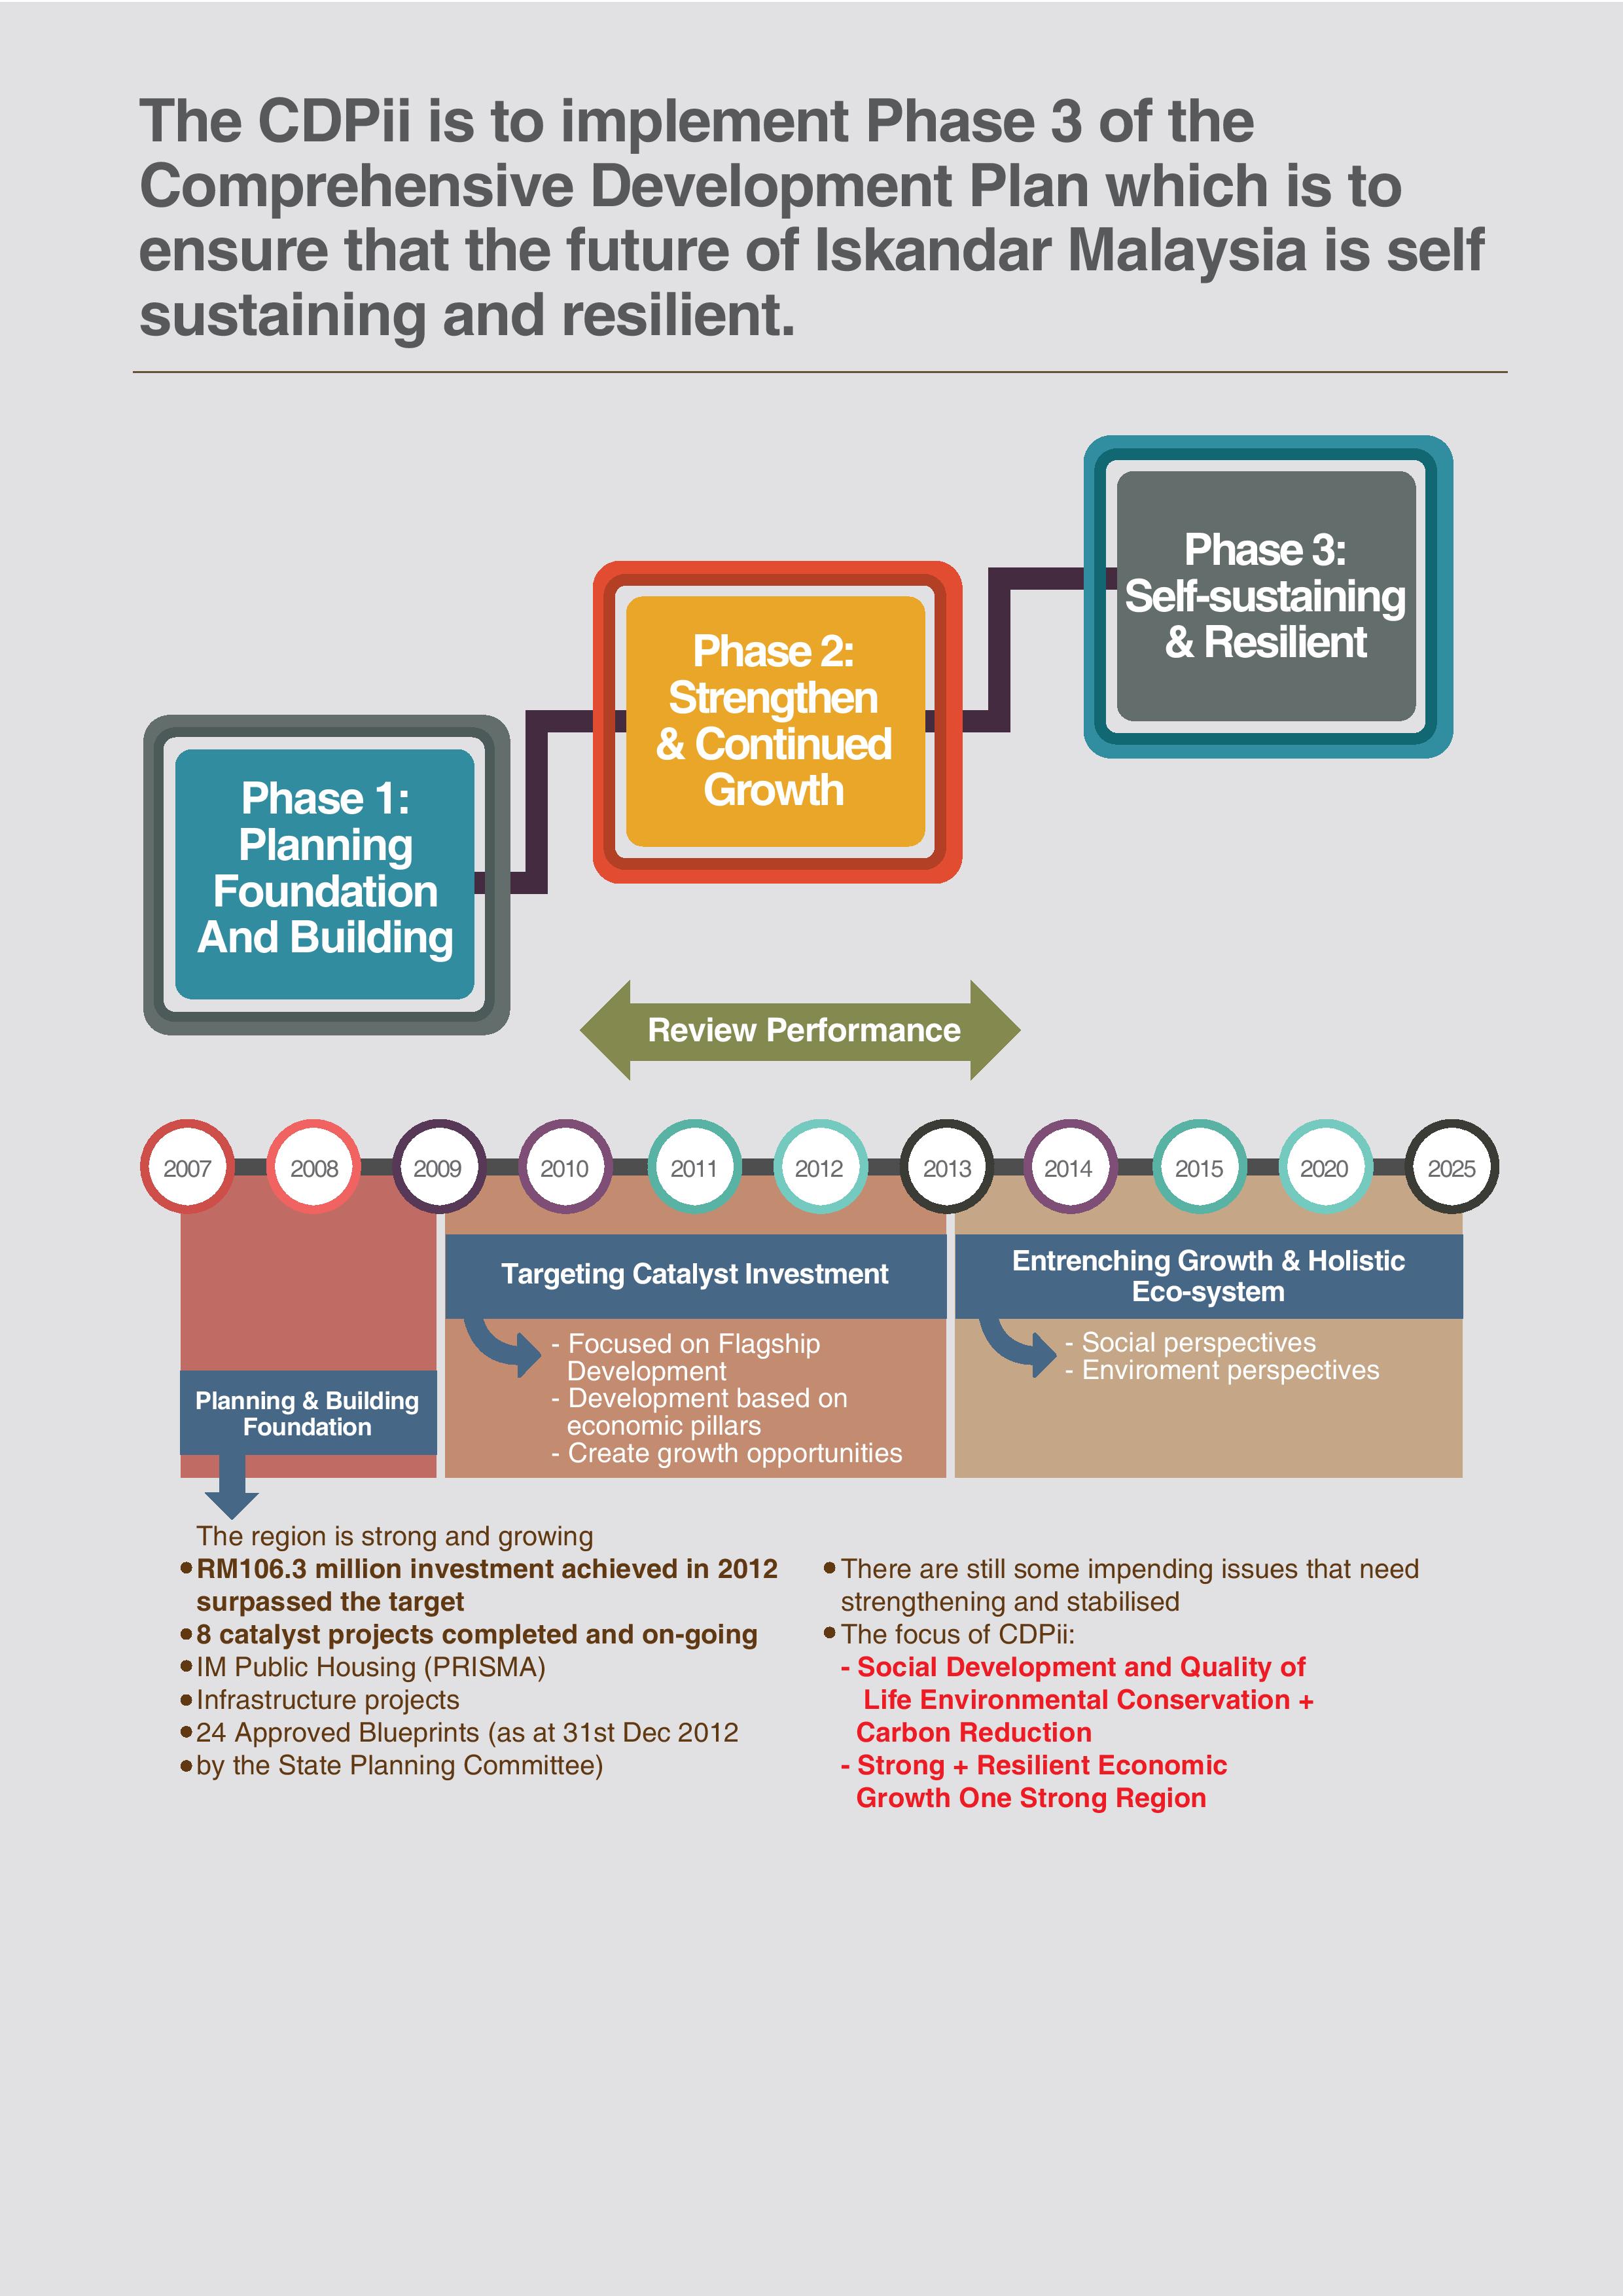 The CDPii is to implement Phase 3 of the
Comprehensive Development Plan which is to
ensure that the future of Iskandar Malaysia is self
sustaining and resilient.
Phase 1:
Planning
Foundation
And Building
Phase 2:
Strengthen
& Continued
Growth
Phase 3:
Self-sustaining
& Resilient
Review Performance
2007 2008 2009 2010 2011 2012 2013 2014 2015 2020 2025
Planning & Building
Foundation
Targeting Catalyst Investment
- Focused on Flagship
Development
- Development based on
economic pillars
- Create growth opportunities
Entrenching Growth & Holistic
Eco-system
- Social perspectives
- Enviroment perspectives
The region is strong and growing
• RM106.3 million investment achieved in 2012
surpassed the target
• 8 catalyst projects completed and on-going
• IM Public Housing (PRISMA)
• Infrastructure projects
• 24 Approved Blueprints (as at 31st Dec 2012
• by the State Planning Committee)
• There are still some impending issues that need
strengthening and stabilised
• The focus of CDPii:
- Social Development and Quality of
Life Environmental Conservation +
Carbon Reduction
- Strong + Resilient Economic
Growth One Strong Region